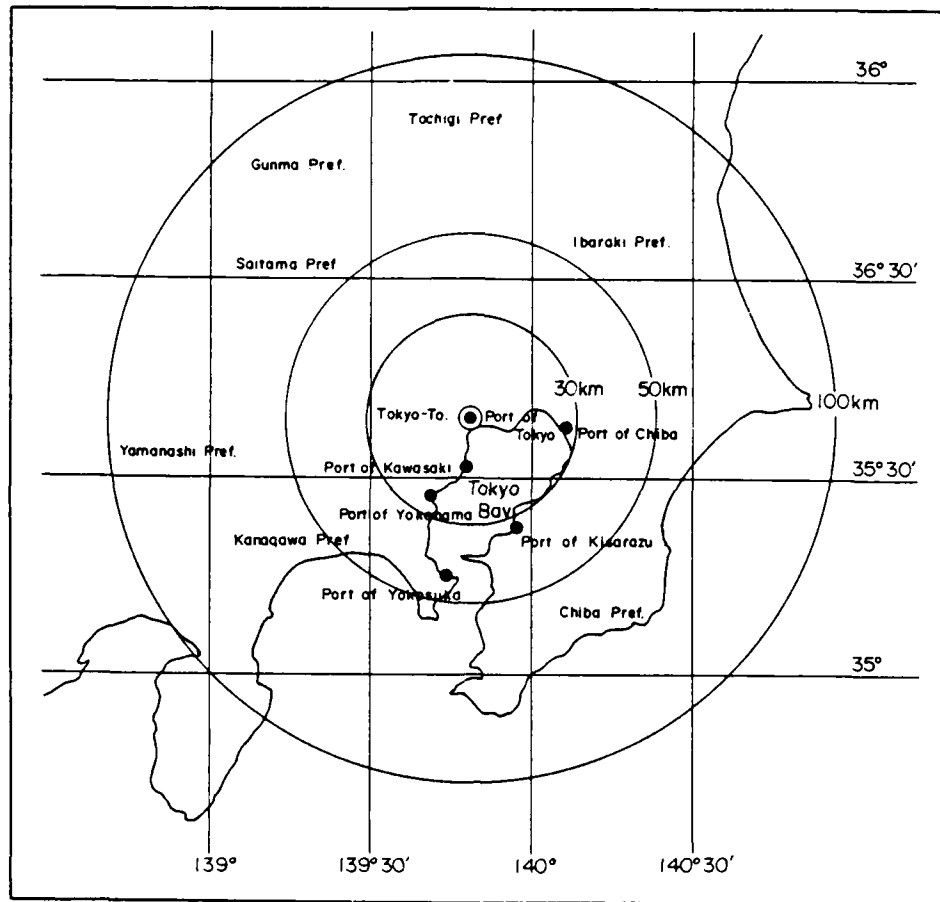 36°
Tochigi Pref
Gunma Pref.
Ibaraki Pref.
Saitama Pref
36° 30'
30km
50km
100km
Tokyo-To.
Port of
Tokyo
Port of Chiba
Yamanashi Pref.
Port of Kawasaki
35° 30'
Tokyo
Bay
Port of Yokohama
Kanagawa Pref
Port of Kisarazu
Port of Yokosuka
Chiba Pref.
35°
139°
139° 30'
140°
140° 30'